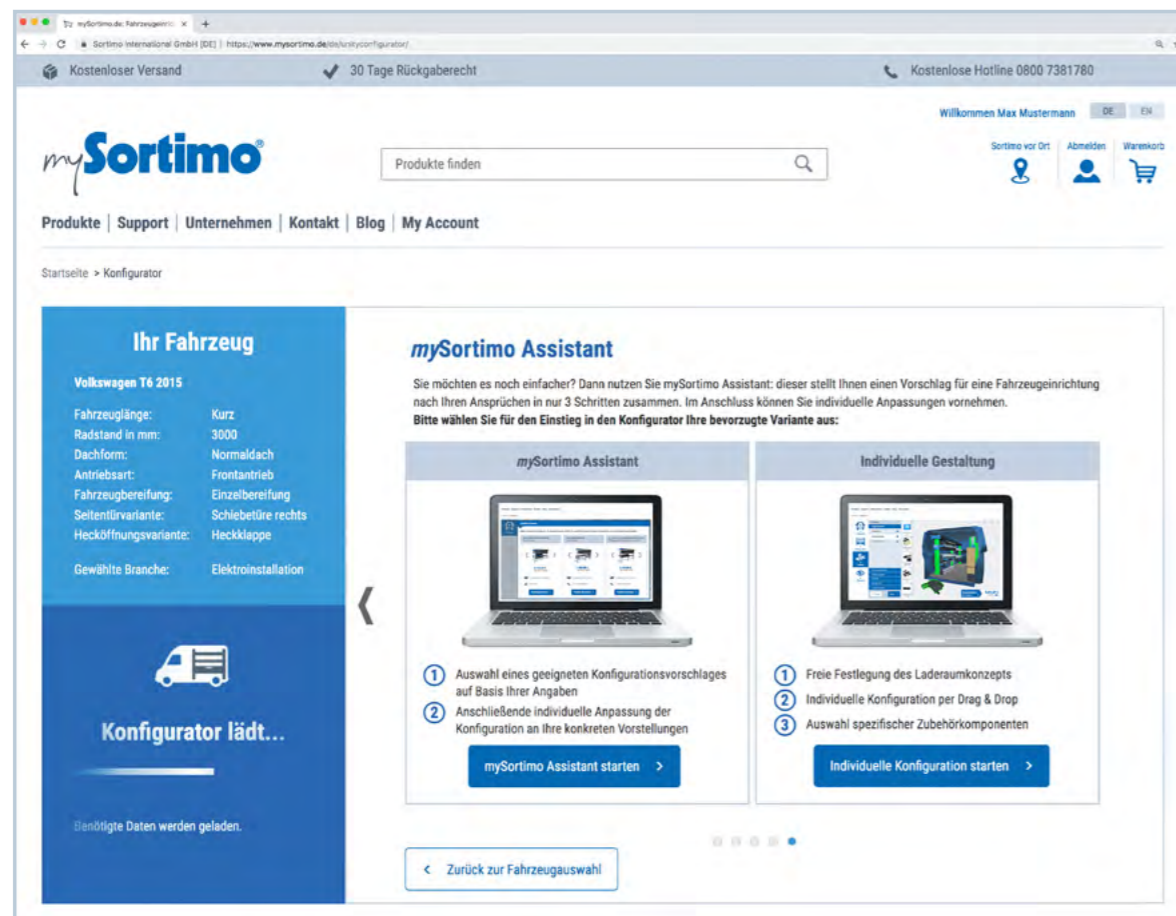 mySortimo.de: Fahrzeugeinric
Sortimo International GmbH [DE] | https://www.mysortimo.de/de/unityconfigurator/
Kostenloser Versand
30 Tage Rückgaberecht
Kostenlose Hotline 0800 7381780
Willkommen Max Mustermann
DE
EN
mySortimo®
Produkte finden
Sortimo vor Ort
Abmelden
Warenkorb
Produkte | Support | Unternehmen | Kontakt | Blog | My Account
Startseite > Konfigurator
Ihr Fahrzeug
Volkswagen T6 2015
Fahrzeuglänge: Kurz
Radstand in mm: 3000
Dachform: Normaldach
Antriebsart: Frontantrieb
Fahrzeugbereifung: Einzelbereifung
Seitentürvariante: Schiebetüre rechts
Hecköffnungsvariante: Heckklappe
Gewählte Branche: Elektroinstallation
Konfigurator lädt...
Benötigte Daten werden geladen.
mySortimo Assistant
Sie möchten es noch einfacher? Dann nutzen Sie mySortimo Assistant: dieser stellt Ihnen einen Vorschlag für eine Fahrzeugeinrichtung
nach Ihren Ansprüchen in nur 3 Schritten zusammen. Im Anschluss können Sie individuelle Anpassungen vornehmen.
Bitte wählen Sie für den Einstieg in den Konfigurator Ihre bevorzugte Variante aus:
mySortimo Assistant
1 Auswahl eines geeigneten Konfigurationsvorschlages
auf Basis Ihrer Angaben
2 Anschließende individuelle Anpassung der
Konfiguration an Ihre konkreten Vorstellungen
mySortimo Assistant starten >
Individuelle Gestaltung
1 Freie Festlegung des Laderaumkonzepts
2 Individuelle Konfiguration per Drag & Drop
3 Auswahl spezifischer Zubehörkomponenten
Individuelle Konfiguration starten >
< Zurück zur Fahrzeugauswahl